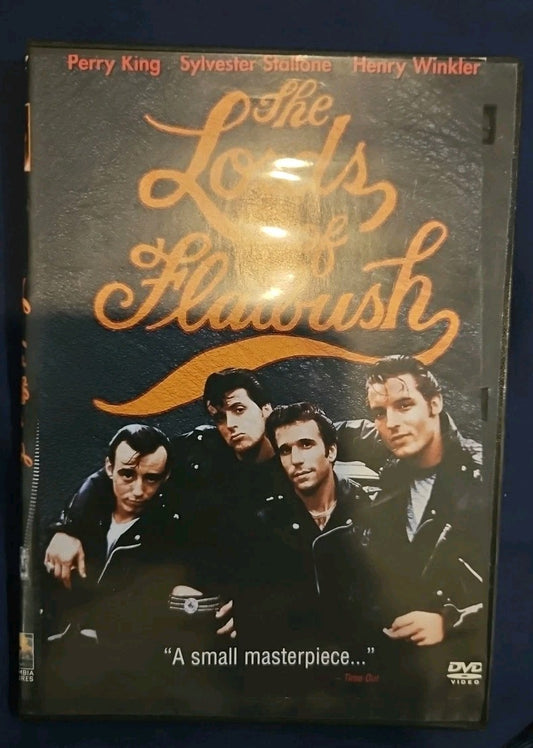 Perry King Sylvester Stallone Henry Winkler
The
Lords
of
Flatbush
"A small masterpiece..."
– Time Out
DVD
VIDEO